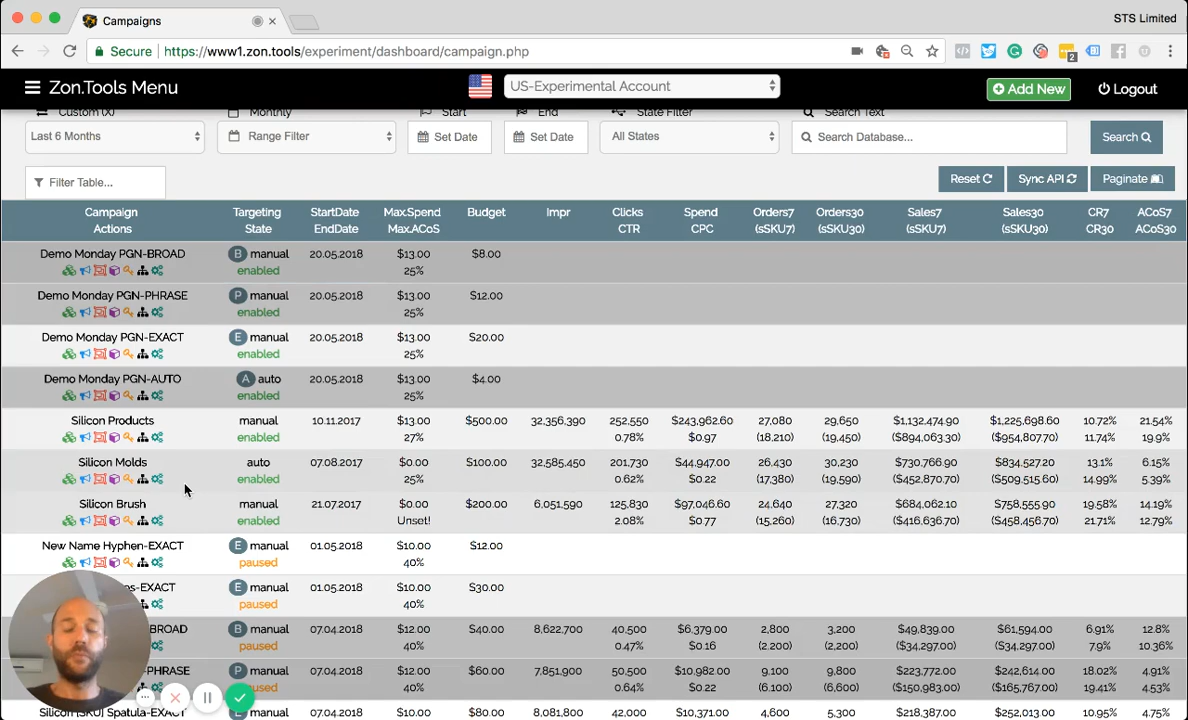 Campaigns
STS Limited
Secure https://www1.zon.tools/experiment/dashboard/campaign.php
2
Zon.Tools Menu US-Experimental Account Add New Logout
Custom (X) Monthly Start End State Filter Search Text
Last 6 Months Range Filter Set Date Set Date All States Search Database... Search
Filter Table... Reset Sync API Paginate
Campaign Targeting StartDate Max.Spend Budget Impr Clicks Spend Orders7 Orders30 Sales7 Sales30 CR7 ACoS7
Actions State EndDate Max.ACoS CTR CPC (sSKU7) (sSKU30) (sSKU7) (sSKU30) CR30 ACoS30
Demo Monday PGN-BROAD B manual 20.05.2018 $13.00 $8.00
enabled 25%
Demo Monday PGN-PHRASE P manual 20.05.2018 $13.00 $12.00
enabled 25%
Demo Monday PGN-EXACT E manual 20.05.2018 $13.00 $20.00
enabled 25%
Demo Monday PGN-AUTO A auto 20.05.2018 $13.00 $4.00
enabled 25%
Silicon Products manual 10.11.2017 $13.00 $500.00 32,356,390 252,550 $243,962.60 27,080 29,650 $1,132,474.90 $1,225,698.60 10.72% 21.54%
enabled 27% 0.78% $0.97 (18,210) (19,450) ($894,063.30) ($954,807.70) 11.74% 19.9%
Silicon Molds auto 07.08.2017 $0.00 $100.00 32,585,450 201,730 $44,947.00 26,430 30,230 $730,766.90 $834,527.20 13.1% 6.15%
enabled 25% 0.62% $0.22 (17,380) (19,590) ($452,870.70) ($509,515.60) 14.99% 5.39%
Silicon Brush manual 21.07.2017 $0.00 $200.00 6,051,590 125,830 $97,046.60 24,640 27,320 $684,062.10 $758,555.90 19.58% 14.19%
enabled Unset! 2.08% $0.77 (15,260) (16,730) ($416,636.70) ($458,456.70) 21.71% 12.79%
New Name Hyphen-EXACT E manual 01.05.2018 $10.00 $12.00
paused 40%
os-EXACT E manual 01.05.2018 $10.00 $30.00
paused 40%
BROAD B manual 07.04.2018 $12.00 $40.00 8,622,700 40,500 $6,379.00 2,800 3,200 $49,839.00 $61,594.00 6.91% 12.8%
paused 40% 0.47% $0.16 (2,200) (2,200) ($34,297.00) ($34,297.00) 7.9% 10.36%
-PHRASE P manual 07.04.2018 $12.00 $60.00 7,851,900 50,500 $10,982.00 9,100 9,800 $223,772.00 $242,614.00 18.02% 4.91%
paused 40% 0.64% $0.22 (6,100) (6,600) ($150,983.00) ($165,767.00) 19.41% 4.53%
Silicon [SKU] Spatula-EXACT E manual 07.04.2018 $10.00 $80.00 8,081,800 42,000 $10,371.00 4,600 5,300 $218,387.00 $252,013.00 10.95% 4.75%